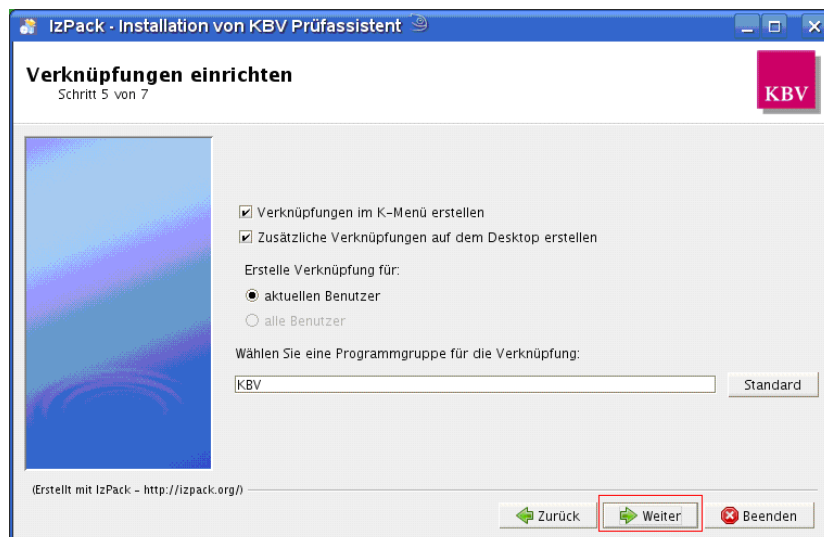 IzPack - Installation von KBV Prüfassistent
Verknüpfungen einrichten
Schritt 5 von 7
KBV
Verknüpfungen im K-Menü erstellen
Zusätzliche Verknüpfungen auf dem Desktop erstellen
Erstelle Verknüpfung für:
aktuellen Benutzer
alle Benutzer
Wählen Sie eine Programmgruppe für die Verknüpfung:
KBV
Standard
(Erstellt mit IzPack - http://izpack.org/)
Zurück
Weiter
Beenden